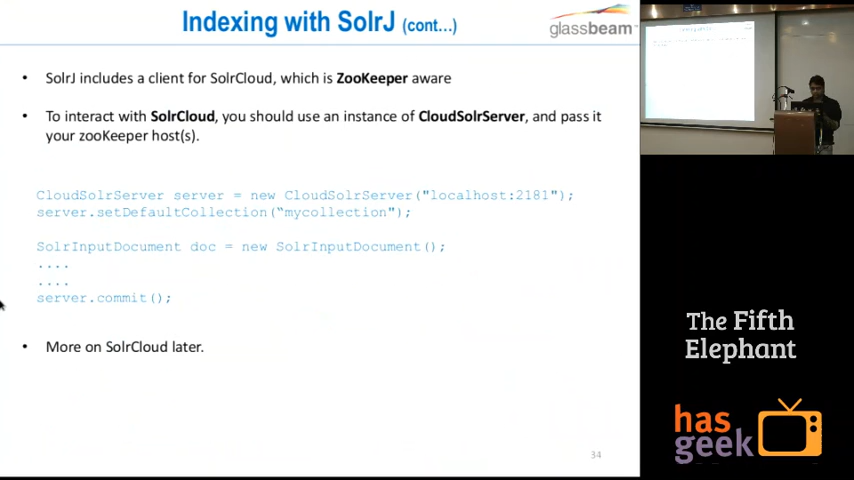 Indexing with SolrJ (cont...)
glassbeam
• SolrJ includes a client for SolrCloud, which is ZooKeeper aware
• To interact with SolrCloud, you should use an instance of CloudSolrServer, and pass it
your zooKeeper host(s).
CloudSolrServer server = new CloudSolrServer("localhost:2181");
server.setDefaultCollection("mycollection");
SolrInputDocument doc = new SolrInputDocument();
....
....
server.commit();
• More on SolrCloud later.
34
The Fifth
Elephant
has
geek